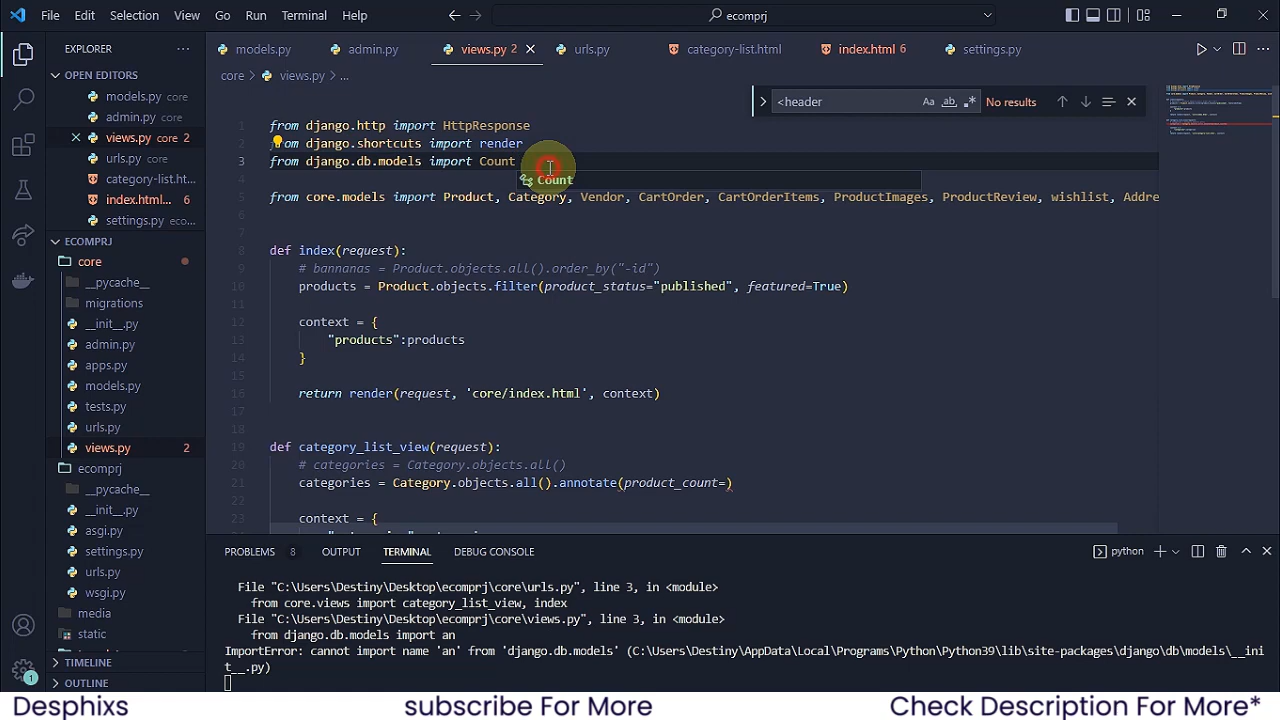 File Edit Selection View Go Run Terminal Help
ecomprj
EXPLORER
models.py admin.py views.py 2 urls.py category-list.html index.html 6 settings.py
OPEN EDITORS
models.py core
admin.py core
views.py core 2
urls.py core
category-list.ht...
index.html... 6
settings.py eco...
ECOMPRJ
core
__pycache__
migrations
__init__.py
admin.py
apps.py
models.py
tests.py
urls.py
views.py 2
ecomprj
__pycache__
__init__.py
asgi.py
settings.py
urls.py
wsgi.py
media
static
TIMELINE
OUTLINE
core > views.py > ...
<header Aa ab .* No results
1 from django.http import HttpResponse
2 from django.shortcuts import render
3 from django.db.models import Count
Count
4
5 from core.models import Product, Category, Vendor, CartOrder, CartOrderItems, ProductImages, ProductReview, wishlist, Addre
6
7
8 def index(request):
9 # bannanas = Product.objects.all().order_by("-id")
10 products = Product.objects.filter(product_status="published", featured=True)
11
12 context = {
13 "products":products
14 }
15
16 return render(request, 'core/index.html', context)
17
18
19 def category_list_view(request):
20 # categories = Category.objects.all()
21 categories = Category.objects.all().annotate(product_count=)
22
23 context = {
PROBLEMS 8 OUTPUT TERMINAL DEBUG CONSOLE python
File "C:\Users\Destiny\Desktop\ecomprj\core\urls.py", line 3, in <module>
from core.views import category_list_view, index
File "C:\Users\Destiny\Desktop\ecomprj\core\views.py", line 3, in <module>
from django.db.models import an
ImportError: cannot import name 'an' from 'django.db.models' (C:\Users\Destiny\AppData\Local\Programs\Python\Python39\lib\site-packages\django\db\models\__ini
t__.py)
Desphixs subscribe For More Check Description For More*